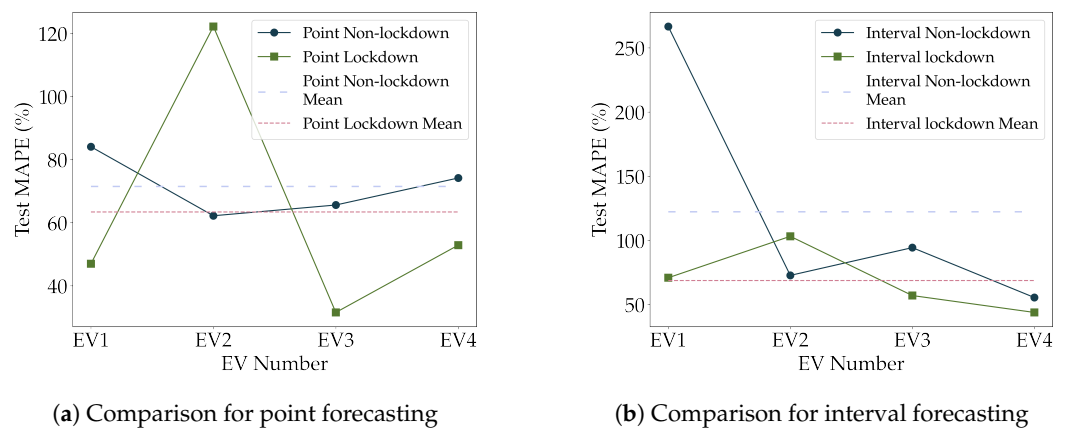 120
100
80
60
40
Test MAPE (%)
Point Non-lockdown
Point Lockdown
Point Non-lockdown
Mean
Point Lockdown Mean
EV1 EV2 EV3 EV4
EV Number
(a) Comparison for point forecasting
250
200
150
100
50
Test MAPE (%)
Interval Non-lockdown
Interval lockdown
Interval Non-lockdown
Mean
Interval lockdown Mean
EV1 EV2 EV3 EV4
EV Number
(b) Comparison for interval forecasting